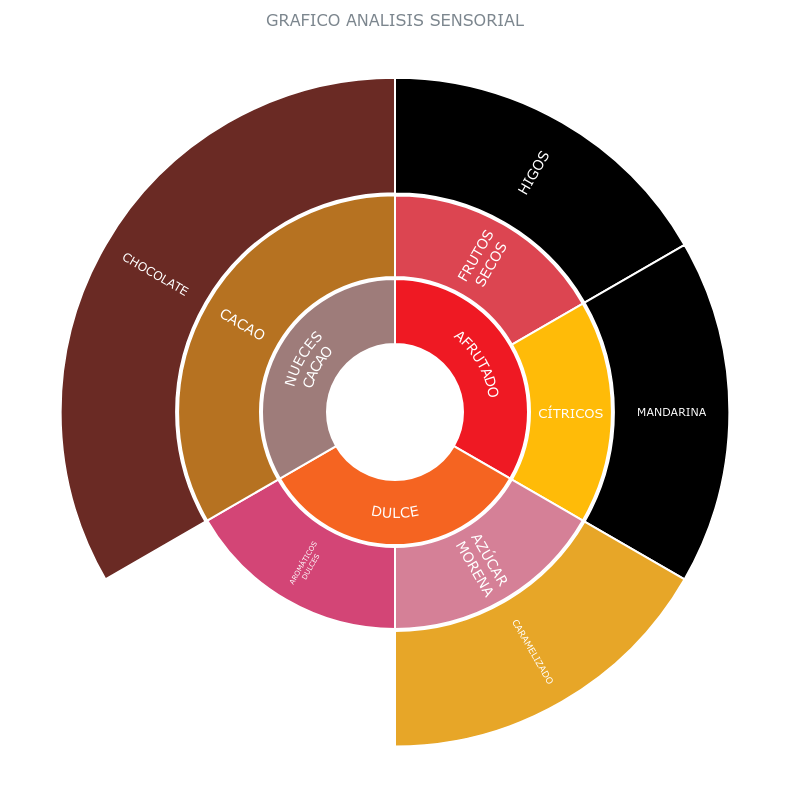 GRAFICO ANALISIS SENSORIAL
HIGOS
FRUTOS
SECOS
AFRUTADO
CÍTRICOS
MANDARINA
DULCE
AZÚCAR
MORENA
CARAMELIZADO
AROMÁTICOS
DULCES
NUECES
CACAO
CACAO
CHOCOLATE